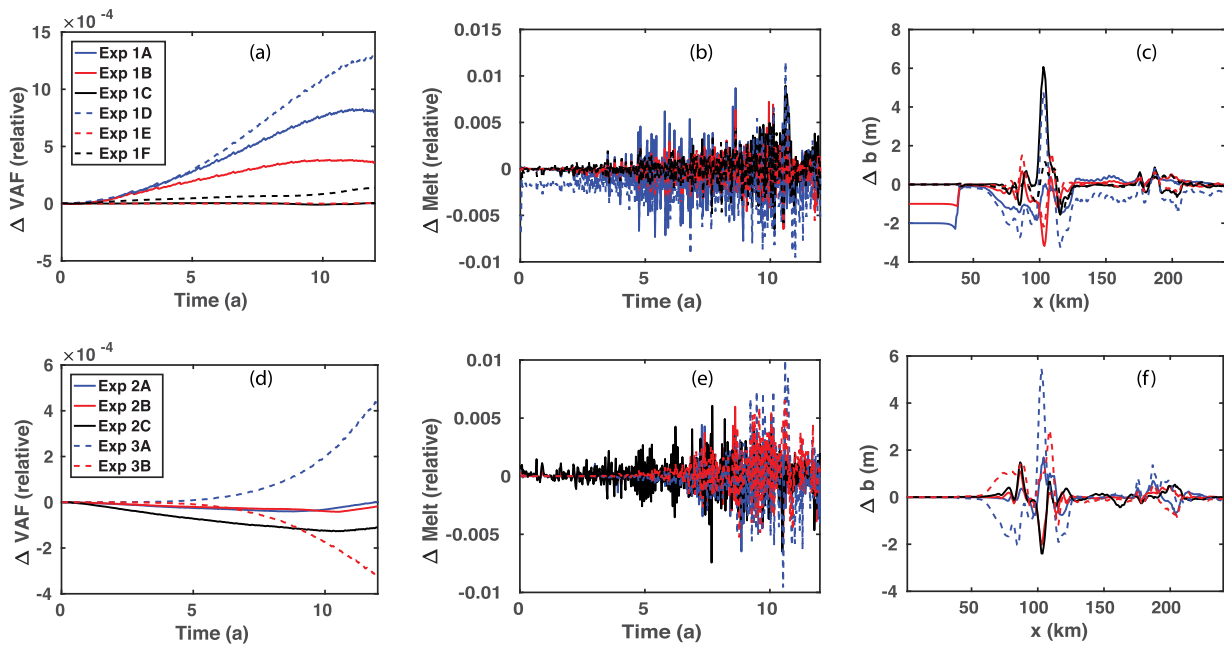 ×10 -4
15
10
5
0
-5
Δ VAF (relative)
0
5
10
Time (a)
(a)
Exp 1A
Exp 1B
Exp 1C
Exp 1D
Exp 1E
Exp 1F
0.015
0.01
0.005
0
-0.005
-0.01
Δ Melt (relative)
0
5
10
Time (a)
(b)
8
6
4
2
0
-2
-4
Δ b (m)
50
100
150
200
x (km)
(c)
×10 -4
6
4
2
0
-2
-4
Δ VAF (relative)
0
5
10
Time (a)
(d)
Exp 2A
Exp 2B
Exp 2C
Exp 3A
Exp 3B
0.01
0.005
0
-0.005
-0.01
Δ Melt (relative)
0
5
10
Time (a)
(e)
8
6
4
2
0
-2
-4
Δ b (m)
50
100
150
200
x (km)
(f)